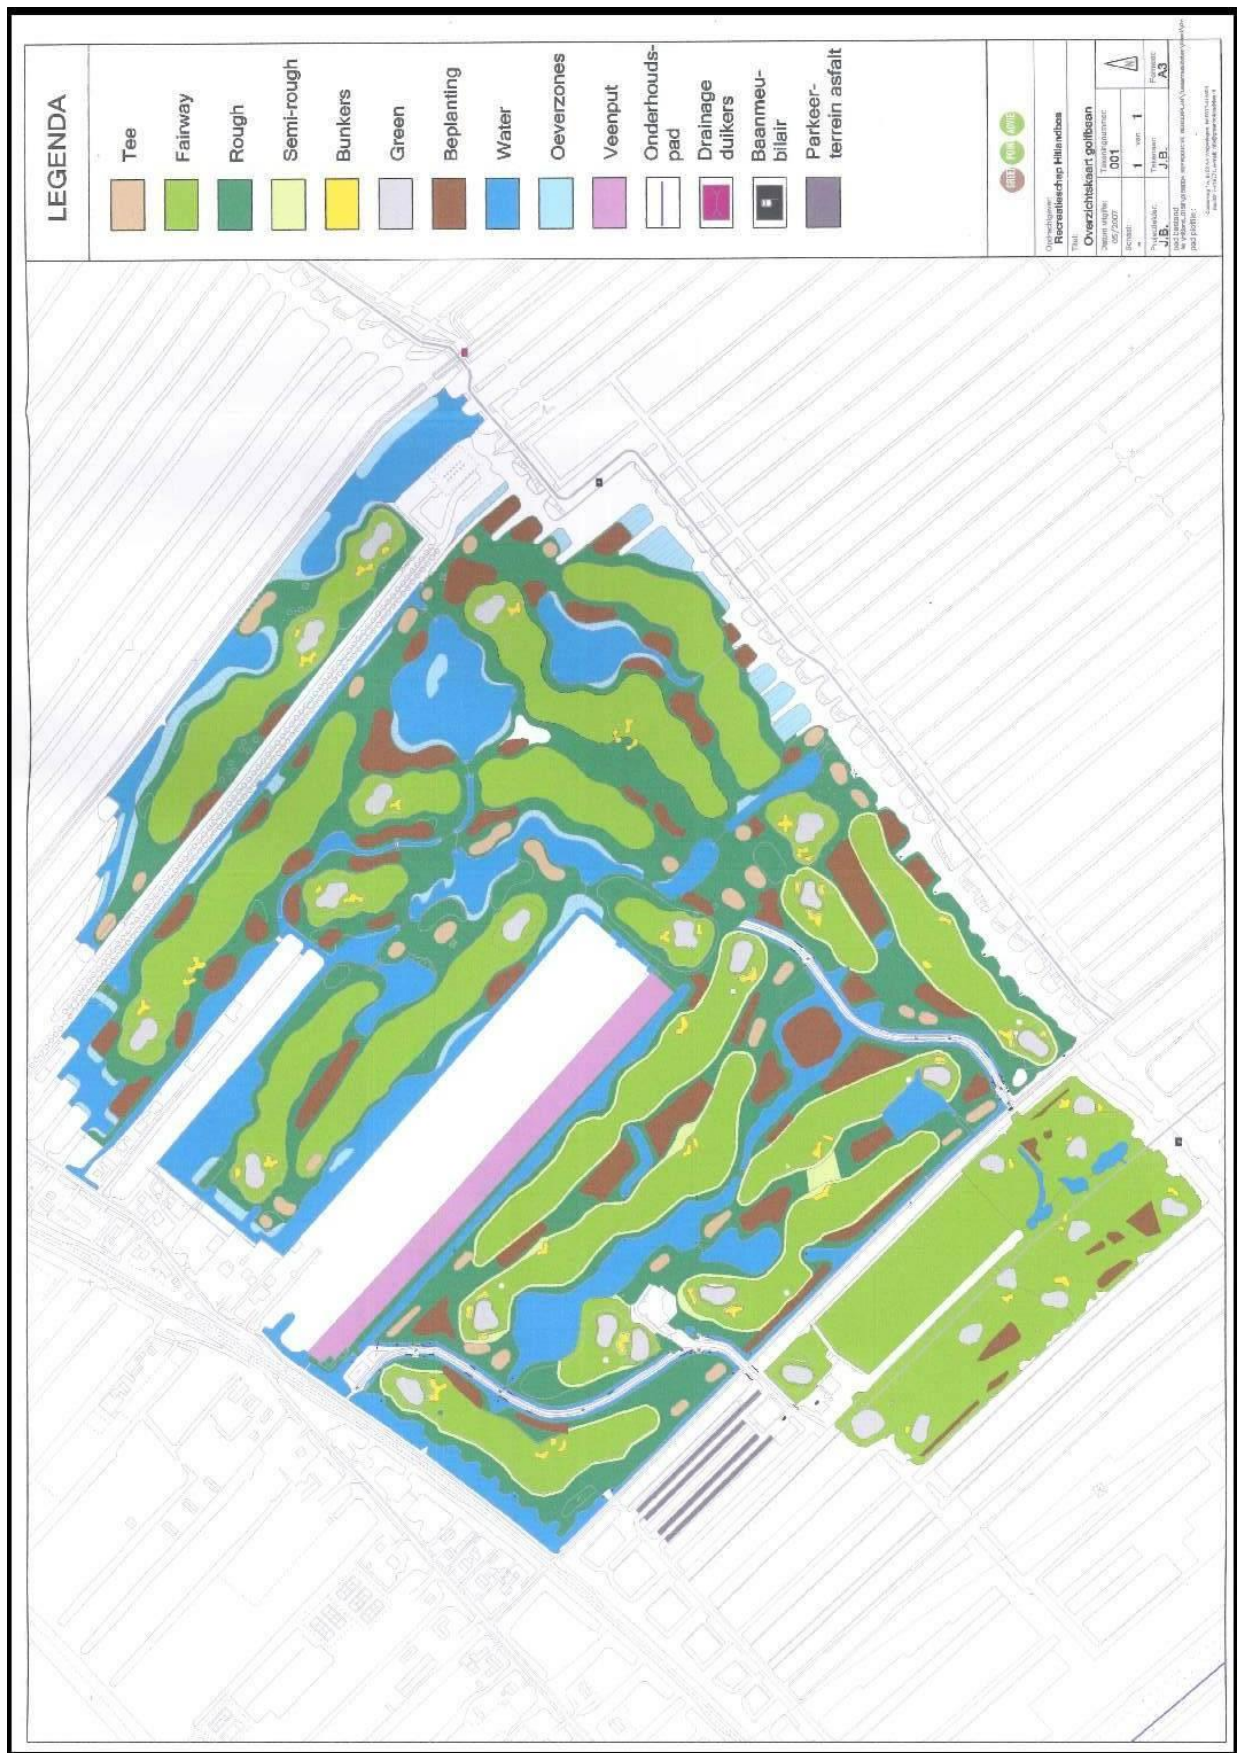 LEGENDA
Tee
Fairway
Rough
Semi-rough
Bunkers
Green
Beplanting
Water
Oeverzones
Veenput
Onderhouds-
pad
Drainage
duikers
Baanmeu-
bilair
Parkeer-
terrein asfalt
Opdrachtgever:
Recreatieschap Hitlandbos
Titel:
Overzichtskaart golfbaan
Datum uitgifte:
05/2007
Tekeningnummer:
001
Schaal:
1 van 1
Projectleider:
J.B.
Tekenaar:
J.B.
Formaat:
A3